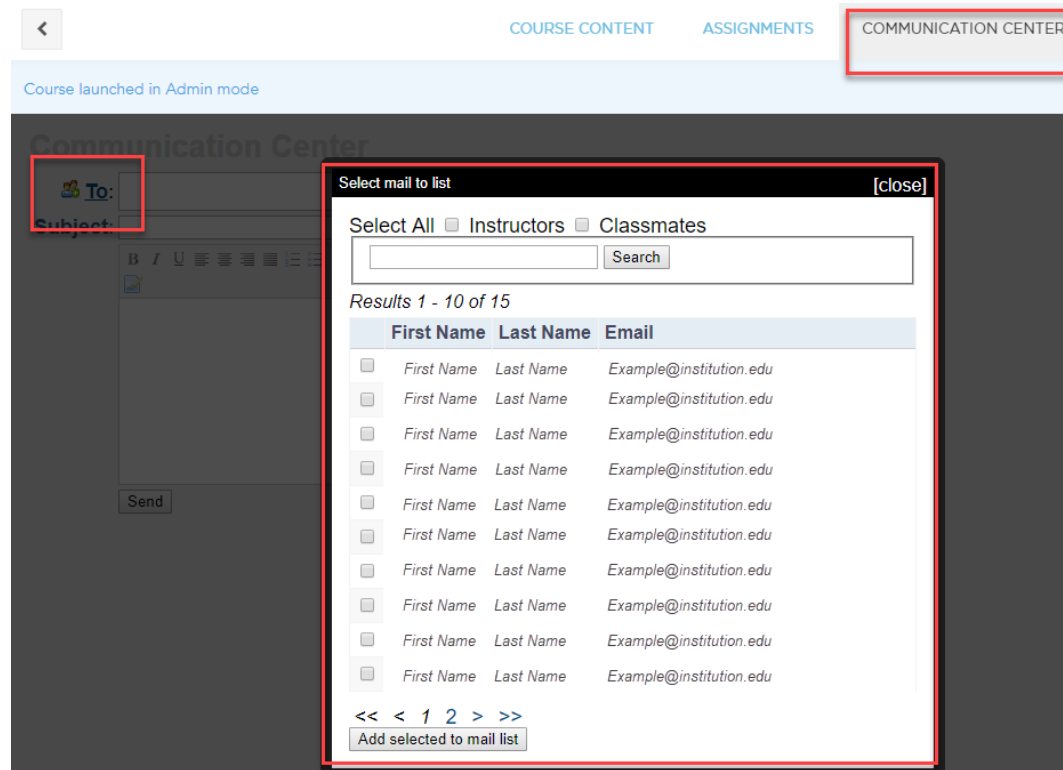 COURSE CONTENT ASSIGNMENTS COMMUNICATION CENTER
Course launched in Admin mode
Communication Center
To:
Subject:
B I U
Send
Select mail to list [close]
Select All Instructors Classmates
Search
Results 1 - 10 of 15
First Name Last Name Email
First Name Last Name Example@institution.edu
First Name Last Name Example@institution.edu
First Name Last Name Example@institution.edu
First Name Last Name Example@institution.edu
First Name Last Name Example@institution.edu
First Name Last Name Example@institution.edu
First Name Last Name Example@institution.edu
First Name Last Name Example@institution.edu
First Name Last Name Example@institution.edu
First Name Last Name Example@institution.edu
<< < 1 2 > >>
Add selected to mail list